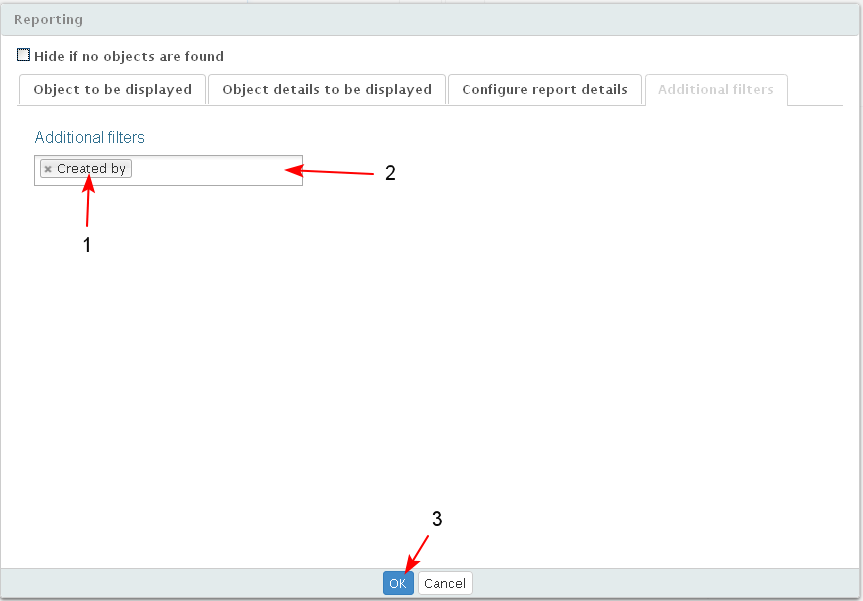 Reporting
Hide if no objects are found
Object to be displayed Object details to be displayed Configure report details Additional filters
Additional filters
× Created by
2
1
3
OK Cancel